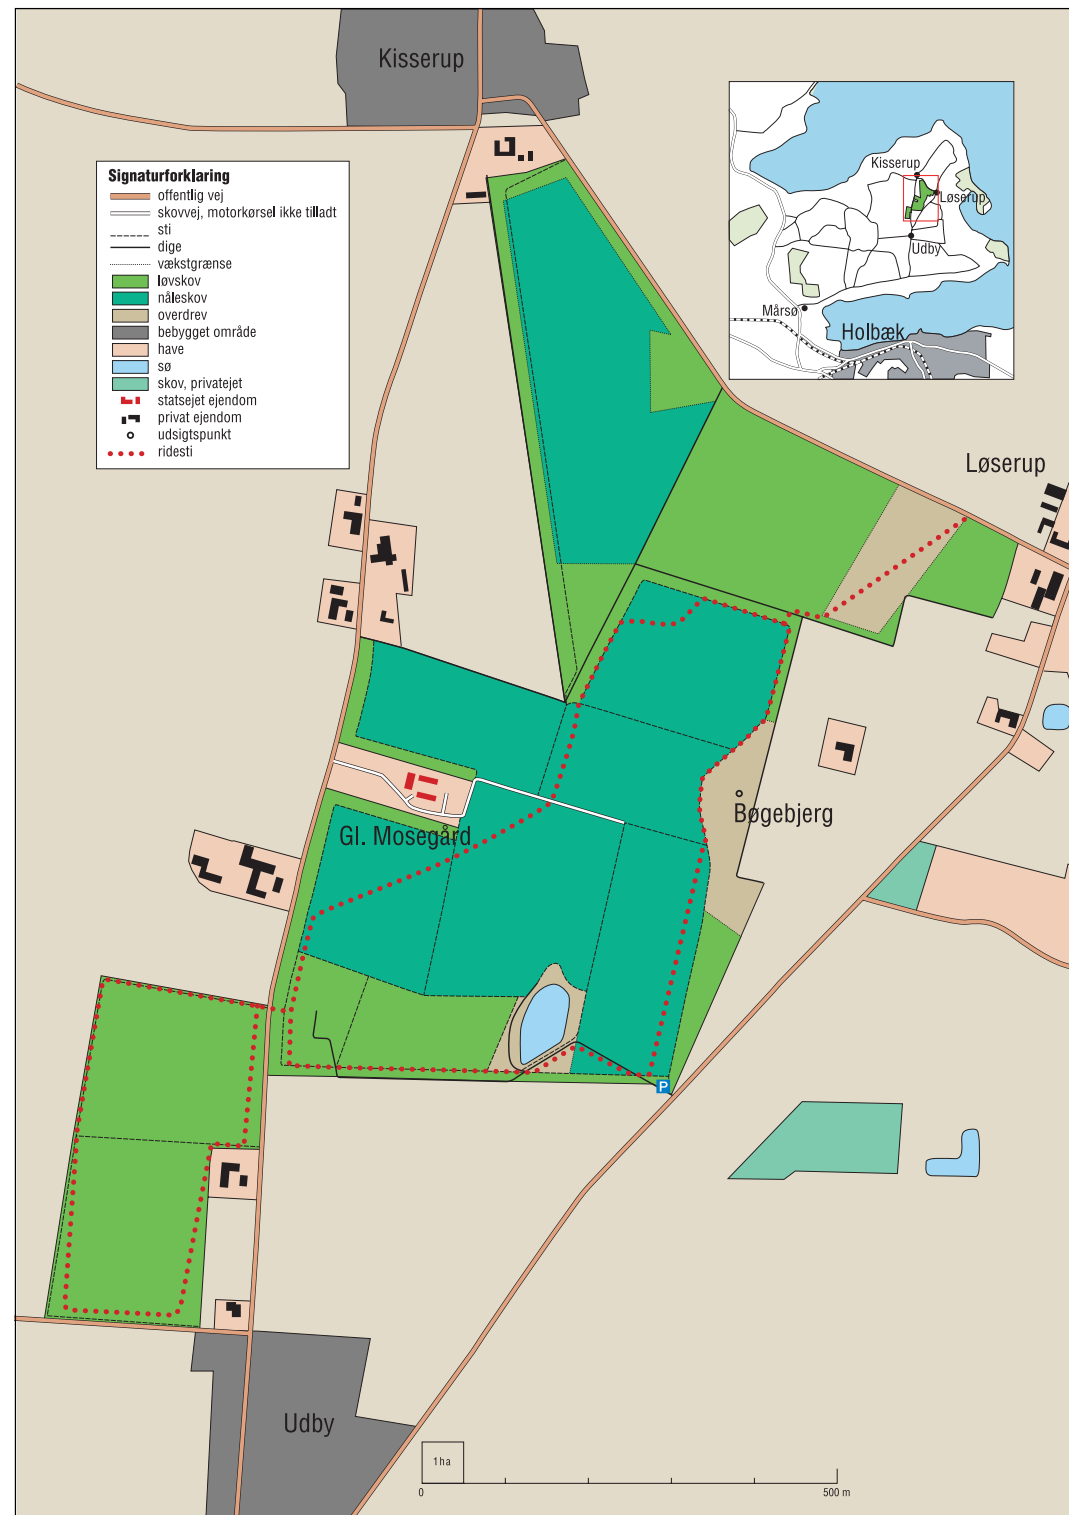 Kisserup
Signaturforklaring
offentlig vej
skovvej, motorkørsel ikke tilladt
sti
dige
vækstgrænse
løvskov
nåleskov
overdrev
bebygget område
have
sø
skov, privatejet
statsejet ejendom
privat ejendom
udsigtspunkt
ridesti
Kisserup
Løserup
Udby
Mårsø
Holbæk
Løserup
Bøgebjerg
Gl. Mosegård
P
Udby
1 ha
0
500 m